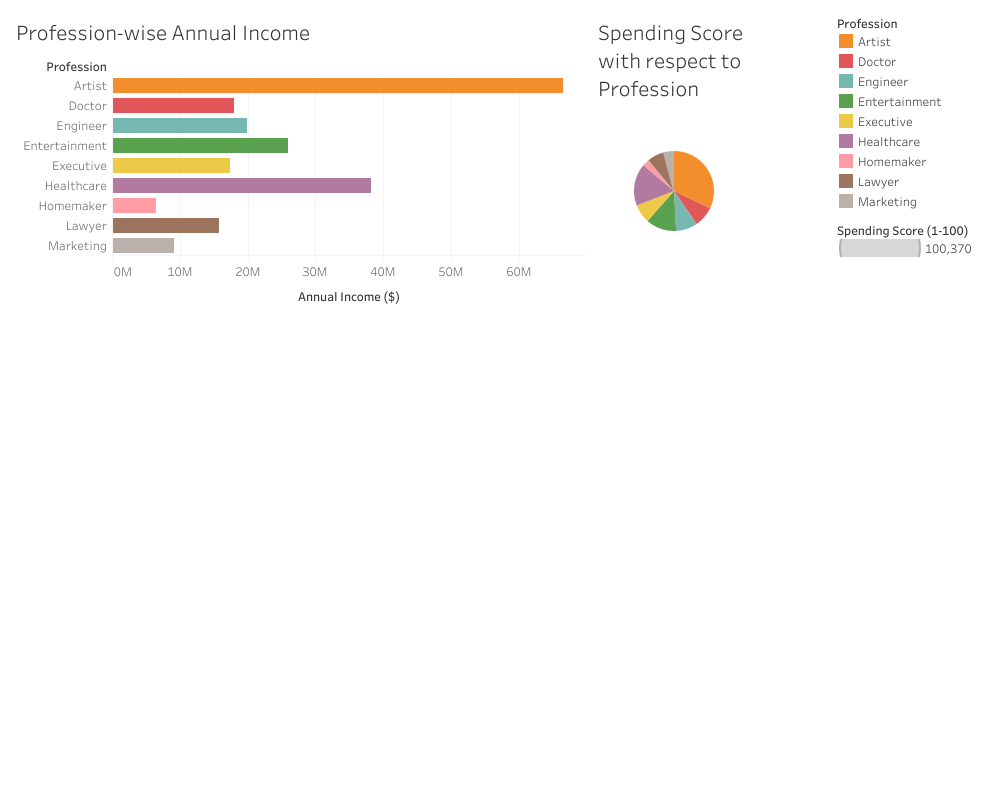 Profession-wise Annual Income
Profession
Artist
Doctor
Engineer
Entertainment
Executive
Healthcare
Homemaker
Lawyer
Marketing
0M 10M 20M 30M 40M 50M 60M
Annual Income ($)
Spending Score
with respect to
Profession
Profession
Artist
Doctor
Engineer
Entertainment
Executive
Healthcare
Homemaker
Lawyer
Marketing
Spending Score (1-100)
100,370